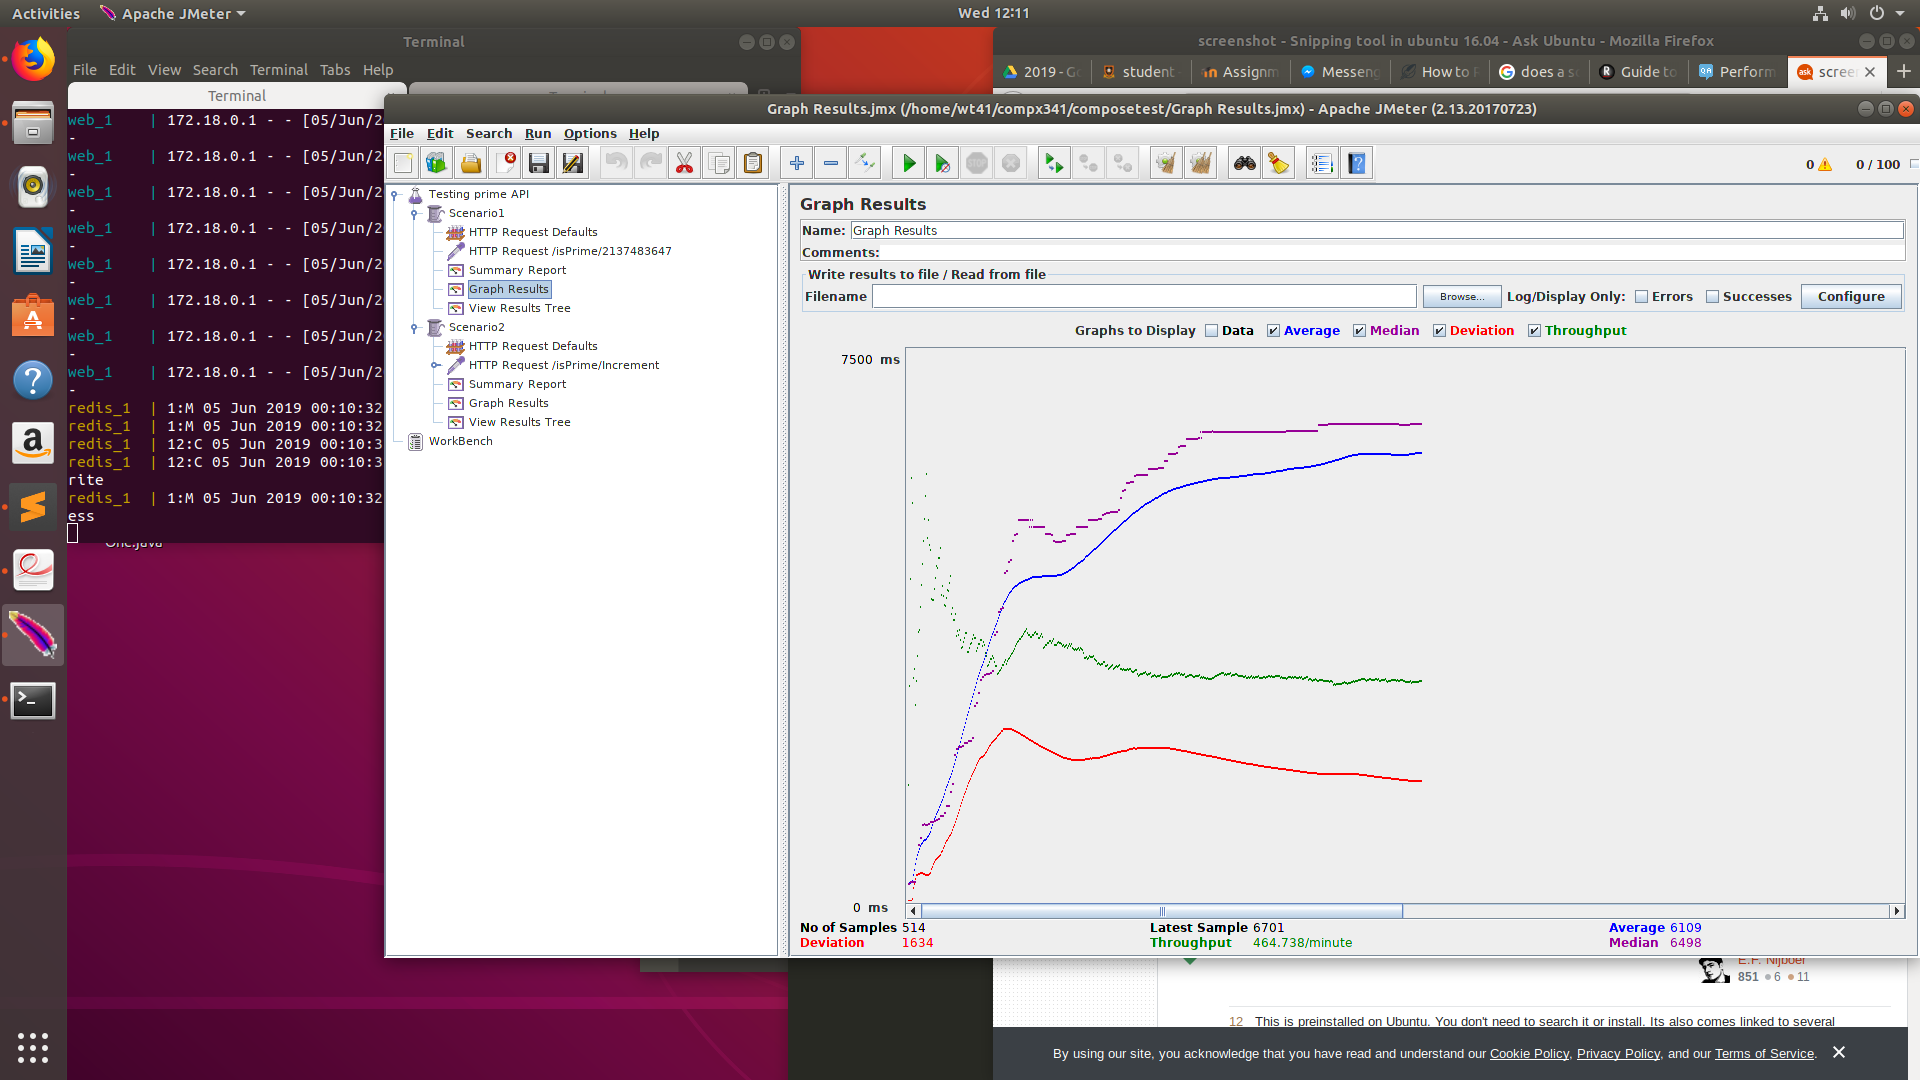 Activities
Apache JMeter
Wed 12:11
Terminal
File Edit View Search Terminal Tabs Help
Terminal
screenshot - Snipping tool in ubuntu 16.04 - Ask Ubuntu - Mozilla Firefox
2019 - G
student
Assignm
Messeng
How to
does a s
Guide to
Perform
scree
web_1 | 172.18.0.1 - - [05/Jun/2
-
web_1 | 172.18.0.1 - - [05/Jun/2
-
web_1 | 172.18.0.1 - - [05/Jun/2
-
web_1 | 172.18.0.1 - - [05/Jun/2
-
web_1 | 172.18.0.1 - - [05/Jun/2
-
web_1 | 172.18.0.1 - - [05/Jun/2
-
web_1 | 172.18.0.1 - - [05/Jun/2
-
web_1 | 172.18.0.1 - - [05/Jun/2
-
redis_1 | 1:M 05 Jun 2019 00:10:32
redis_1 | 1:M 05 Jun 2019 00:10:32
redis_1 | 12:C 05 Jun 2019 00:10:3
redis_1 | 12:C 05 Jun 2019 00:10:3
rite
redis_1 | 1:M 05 Jun 2019 00:10:32
ess
One.java
Graph Results.jmx (/home/wt41/compx341/composetest/Graph Results.jmx) - Apache JMeter (2.13.20170723)
File Edit Search Run Options Help
STOP
0
0 / 100
Testing prime API
Scenario1
HTTP Request Defaults
HTTP Request /isPrime/2137483647
Summary Report
Graph Results
View Results Tree
Scenario2
HTTP Request Defaults
HTTP Request /isPrime/Increment
Summary Report
Graph Results
View Results Tree
WorkBench
Graph Results
Name: Graph Results
Comments:
Write results to file / Read from file
Filename Browse... Log/Display Only: Errors Successes Configure
Graphs to Display Data Average Median Deviation Throughput
7500 ms
0 ms
No of Samples 514 Latest Sample 6701 Average 6109
Deviation 1634 Throughput 464.738/minute Median 6498
E.F. Nijboer
851 6 11
12 This is preinstalled on Ubuntu. You don't need to search it or install. Its also comes linked to several
By using our site, you acknowledge that you have read and understand our Cookie Policy, Privacy Policy, and our Terms of Service.